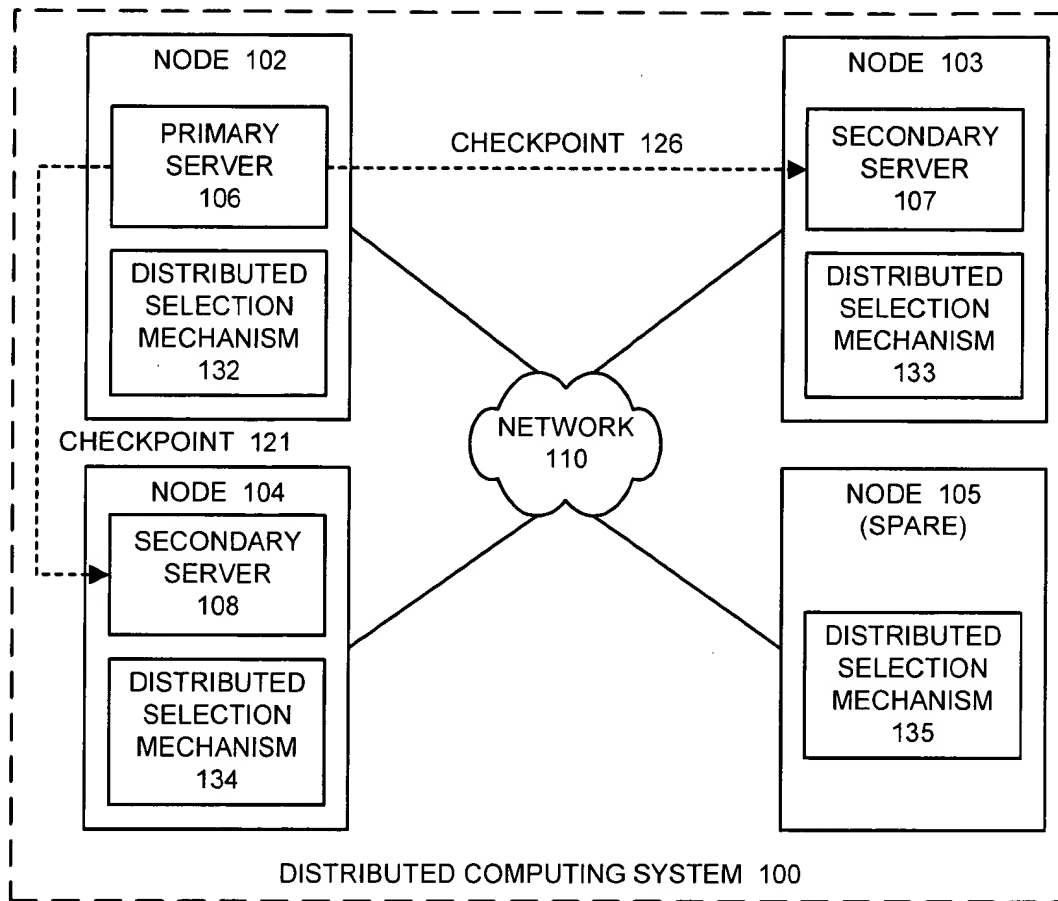 NODE 102
PRIMARY
SERVER
106
DISTRIBUTED
SELECTION
MECHANISM
132
CHECKPOINT 126
NODE 103
SECONDARY
SERVER
107
DISTRIBUTED
SELECTION
MECHANISM
133
NETWORK
110
CHECKPOINT 121
NODE 104
SECONDARY
SERVER
108
DISTRIBUTED
SELECTION
MECHANISM
134
NODE 105
(SPARE)
DISTRIBUTED
SELECTION
MECHANISM
135
DISTRIBUTED COMPUTING SYSTEM 100